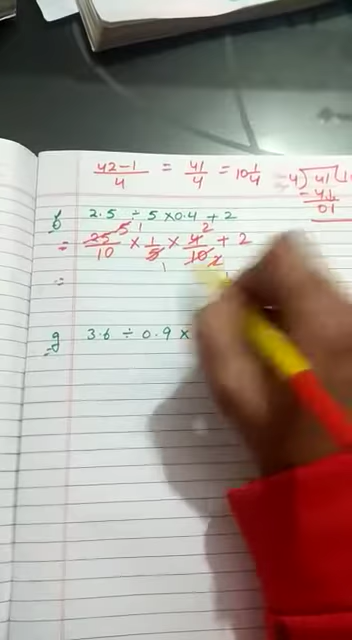 42-1/4 = 41/4 = 10 1/4
4) 41 (10
- 41
01
f 2.5 ÷ 5 × 0.4 + 2
= 25/10 × 1/5 × 4/10 + 2
=
g 3.6 ÷ 0.9 ×